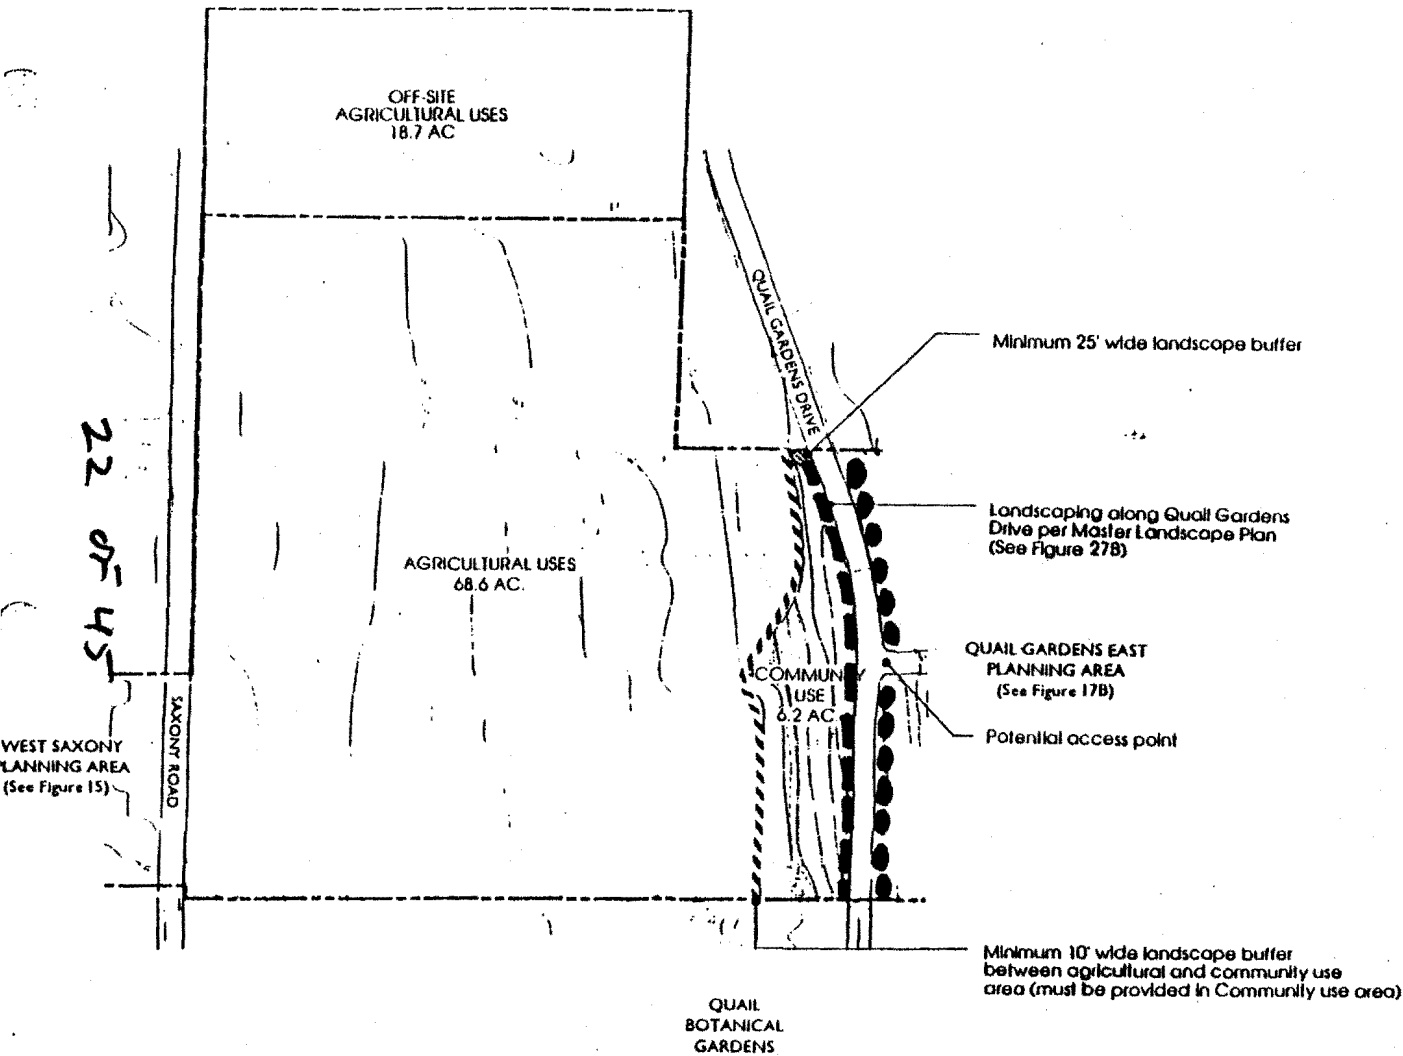 OFF-SITE
AGRICULTURAL USES
18.7 AC
QUAIL GARDENS DRIVE
Minimum 25' wide landscape buffer
22 of 45
Landscaping along Quail Gardens
Drive per Master Landscape Plan
(See Figure 27B)
AGRICULTURAL USES
68.6 AC.
QUAIL GARDENS EAST
PLANNING AREA
(See Figure 17B)
COMMUNITY
USE
6.2 AC
Potential access point
SAXONY ROAD
WEST SAXONY
PLANNING AREA
(See Figure 15)
Minimum 10' wide landscape buffer
between agricultural and community use
area (must be provided in Community use area)
QUAIL
BOTANICAL
GARDENS